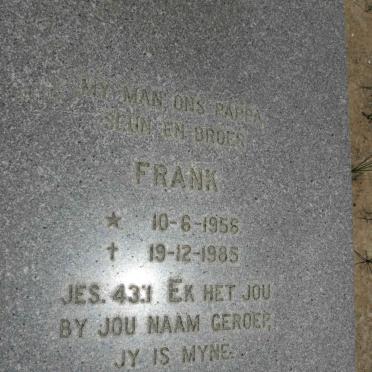 MY MAN, ONS PAPPA,
SEUN EN BROER
FRANK
★ 10-6-1956
✝ 19-12-1985
JES. 43:1 EK HET JOU
BY JOU NAAM GEROEP,
JY IS MYNE.